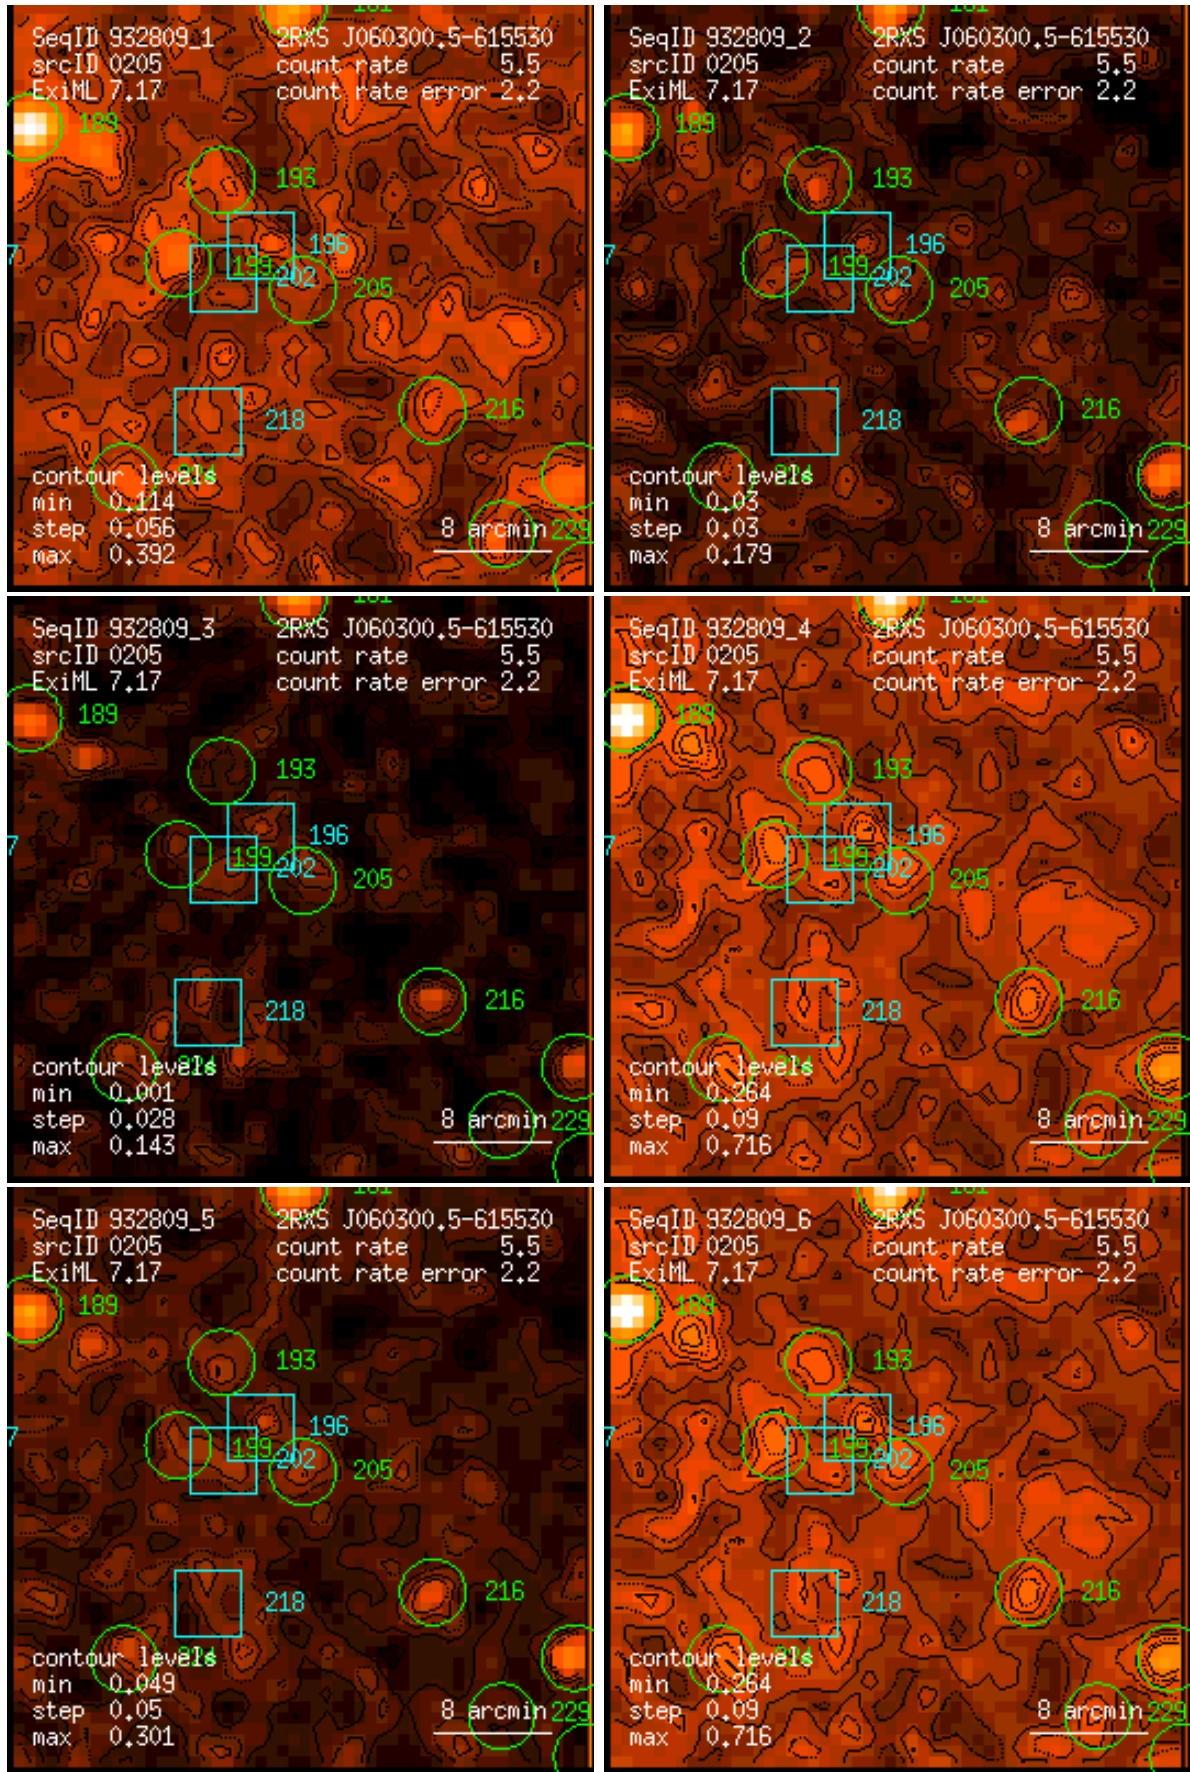 SeqID 932809_1 2RXS J060300.5-615530
srcID 0205 count rate 5.5
ExiML 7.17 count rate error 2.2
189
193
196
199
202
205
216
218
contour levels
min 0.114
step 0.056
max 0.392
8 arcmin
SeqID 932809_2 2RXS J060300.5-615530
srcID 0205 count rate 5.5
ExiML 7.17 count rate error 2.2
189
193
7
196
199
202
205
216
218
contour levels
min 0.03
step 0.03
max 0.179
8 arcmin 229
SeqID 932809_3 2RXS J060300.5-615530
srcID 0205 count rate 5.5
ExiML 7.17 count rate error 2.2
189
193
7
196
199
202
205
216
218
contour levels
min 0.001
step 0.028
max 0.143
8 arcmin 229
SeqID 932809_4 2RXS J060300.5-615530
srcID 0205 count rate 5.5
ExiML 7.17 count rate error 2.2
189
193
196
199
202
205
216
218
contour levels
min 0.264
step 0.09
max 0.716
8 arcmin 229
SeqID 932809_5 2RXS J060300.5-615530
srcID 0205 count rate 5.5
ExiML 7.17 count rate error 2.2
189
193
7
196
199
202
205
216
218
contour levels
min 0.049
step 0.05
max 0.301
8 arcmin 229
SeqID 932809_6 2RXS J060300.5-615530
srcID 0205 count rate 5.5
ExiML 7.17 count rate error 2.2
189
193
196
199
202
205
216
218
contour levels
min 0.264
step 0.09
max 0.716
8 arcmin 229